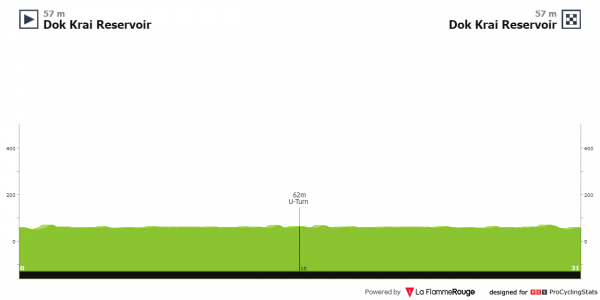 57 m
Dok Krai Reservoir
57 m
Dok Krai Reservoir
400
400
200
200
0
0
62m
U-Turn
0
15
31
Powered by La FlammeRouge designed for PCS ProCyclingStats